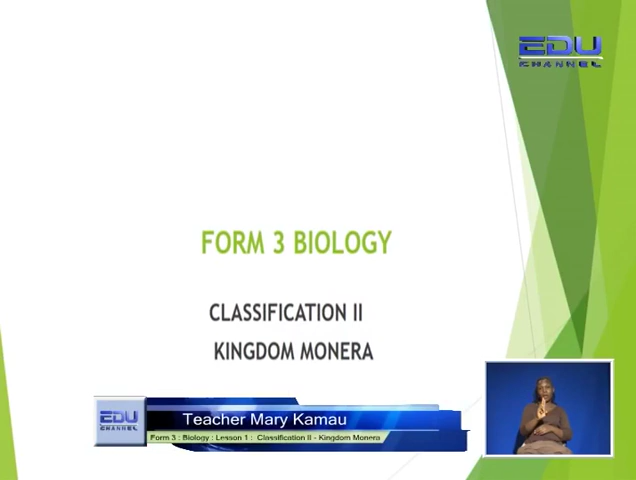 EDU
CHANNEL
FORM 3 BIOLOGY
CLASSIFICATION II
KINGDOM MONERA
EDU
CHANNEL
Teacher Mary Kamau
Form 3 : Biology : Lesson 1 : Classification II - Kingdom Monera